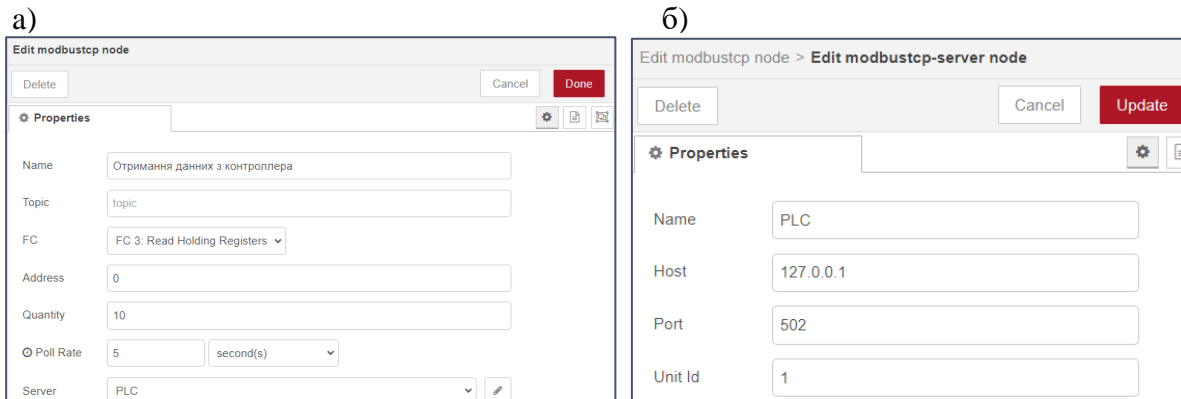 а)
Edit modbustcp node
Delete Cancel Done
Properties
Name Отримання данних з контроллера
Topic topic
FC FC 3: Read Holding Registers
Address 0
Quantity 10
Poll Rate 5 second(s)
Server PLC
б)
Edit modbustcp node > Edit modbustcp-server node
Delete Cancel Update
Properties
Name PLC
Host 127.0.0.1
Port 502
Unit Id 1